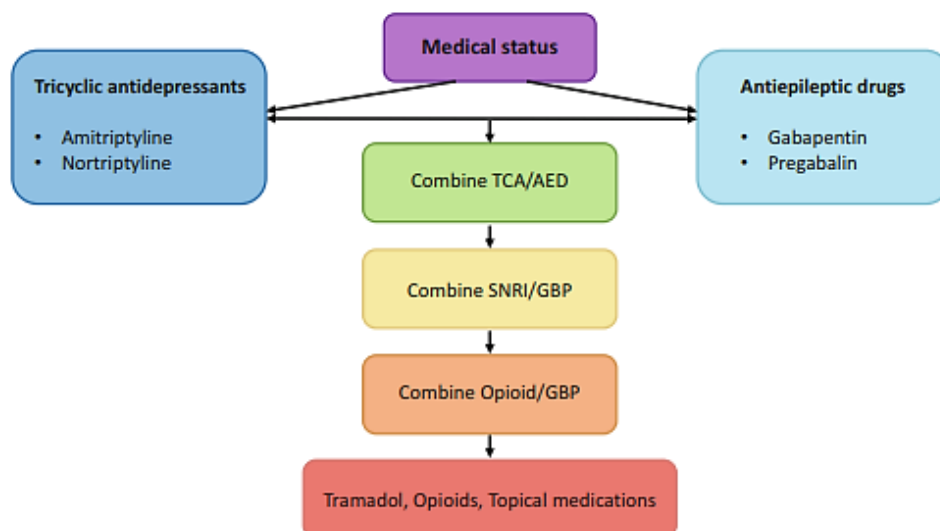 Medical status
Tricyclic antidepressants
• Amitriptyline
• Nortriptyline
Antiepileptic drugs
• Gabapentin
• Pregabalin
Combine TCA/AED
Combine SNRI/GBP
Combine Opioid/GBP
Tramadol, Opioids, Topical medications